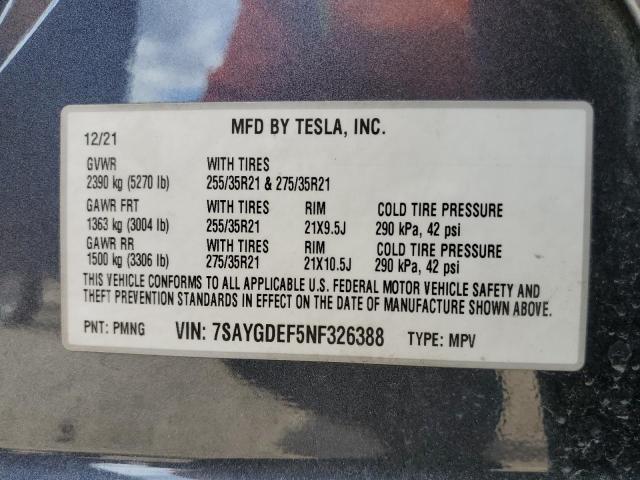 MFD BY TESLA, INC.
12/21
GVWR WITH TIRES
2390 kg (5270 lb) 255/35R21 & 275/35R21
GAWR FRT WITH TIRES RIM COLD TIRE PRESSURE
1363 kg (3004 lb) 255/35R21 21X9.5J 290 kPa, 42 psi
GAWR RR WITH TIRES RIM COLD TIRE PRESSURE
1500 kg (3306 lb) 275/35R21 21X10.5J 290 kPa, 42 psi
THIS VEHICLE CONFORMS TO ALL APPLICABLE U.S. FEDERAL MOTOR VEHICLE SAFETY AND
THEFT PREVENTION STANDARDS IN EFFECT ON THE DATE OF MANUFACTURE SHOWN ABOVE.
PNT: PMNG VIN: 7SAYGDEF5NF326388 TYPE: MPV